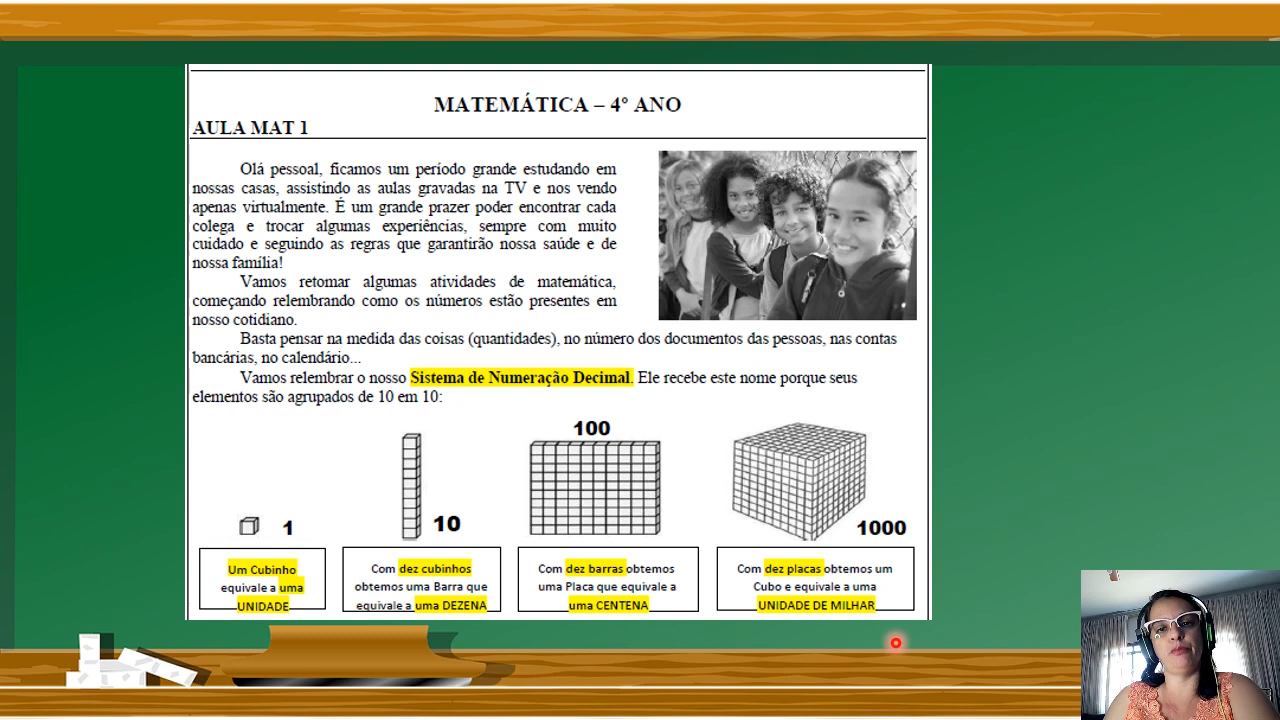 MATEMÁTICA – 4º ANO
AULA MAT 1
Olá pessoal, ficamos um período grande estudando em
nossas casas, assistindo as aulas gravadas na TV e nos vendo
apenas virtualmente. É um grande prazer poder encontrar cada
colega e trocar algumas experiências, sempre com muito
cuidado e seguindo as regras que garantirão nossa saúde e de
nossa família!
Vamos retomar algumas atividades de matemática,
começando relembrando como os números estão presentes em
nosso cotidiano.
Basta pensar na medida das coisas (quantidades), no número dos documentos das pessoas, nas contas
bancárias, no calendário...
Vamos relembrar o nosso Sistema de Numeração Decimal. Ele recebe este nome porque seus
elementos são agrupados de 10 em 10:
1
10
100
1000
Um Cubinho
equivale a uma
UNIDADE
Com dez cubinhos
obtemos uma Barra que
equivale a uma DEZENA
Com dez barras obtemos
uma Placa que equivale a
uma CENTENA
Com dez placas obtemos um
Cubo e equivale a uma
UNIDADE DE MILHAR